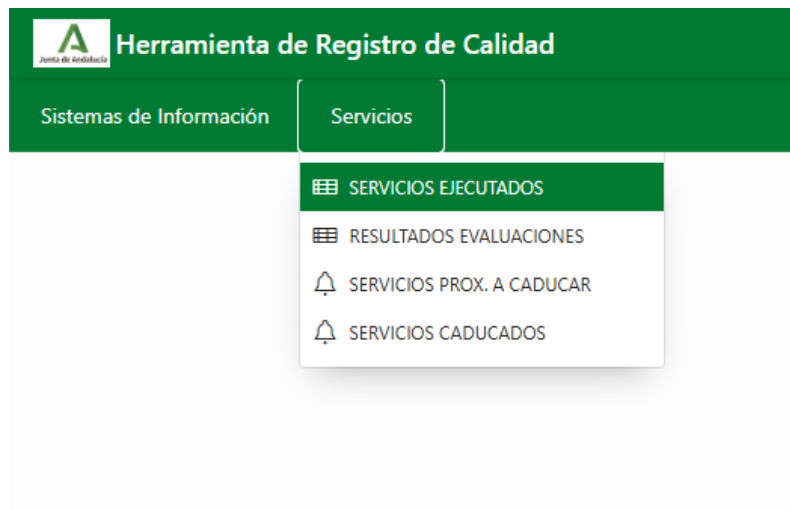 Junta de Andalucía
Herramienta de Registro de Calidad
Sistemas de Información
Servicios
SERVICIOS EJECUTADOS
RESULTADOS EVALUACIONES
SERVICIOS PROX. A CADUCAR
SERVICIOS CADUCADOS